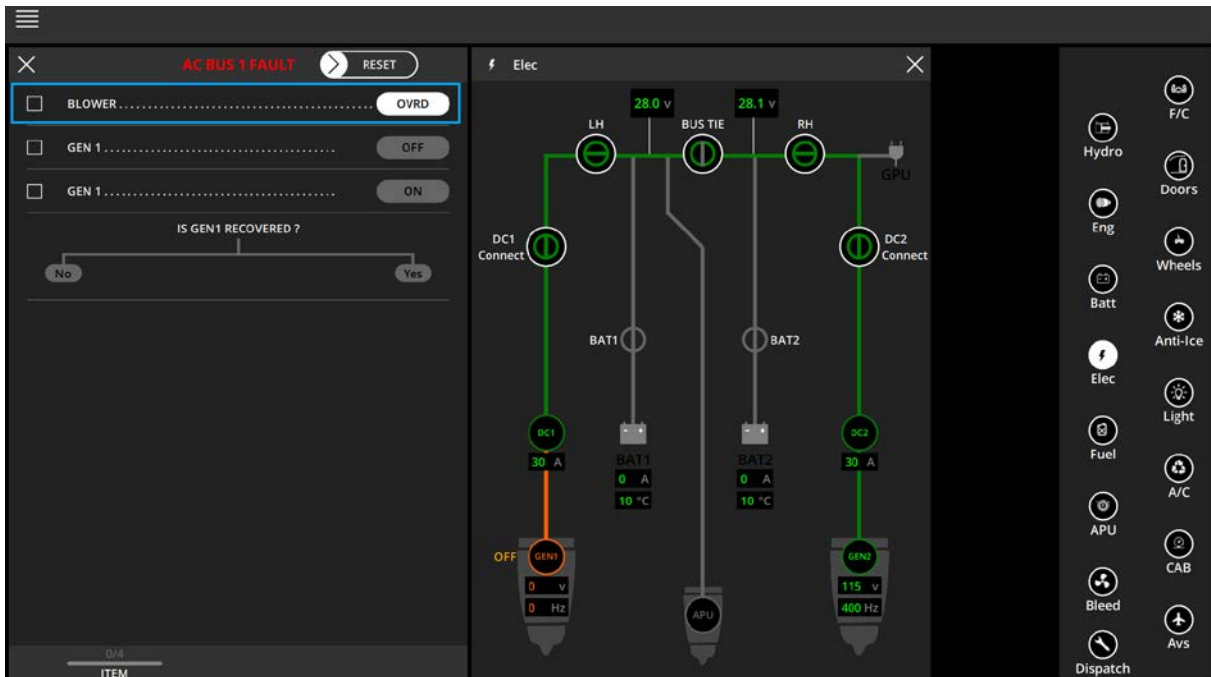 AC BUS 1 FAULT
RESET
BLOWER................................................ OVRD
GEN 1...................................... OFF
GEN 1...................................... ON
IS GEN1 RECOVERED ?
No
Yes
0/4
ITEM
Elec
28.0 v
28.1 v
LH
BUS TIE
RH
GPU
DC1
Connect
DC2
Connect
BAT1
BAT2
DC1
30 A
BAT1
0 A
10 °C
BAT2
0 A
10 °C
DC2
30 A
OFF
GEN1
0 v
0 Hz
APU
GEN2
115 v
400 Hz
Hydro
Eng
Batt
Elec
Fuel
APU
Bleed
Dispatch
F/C
Doors
Wheels
Anti-Ice
Light
A/C
CAB
Avs